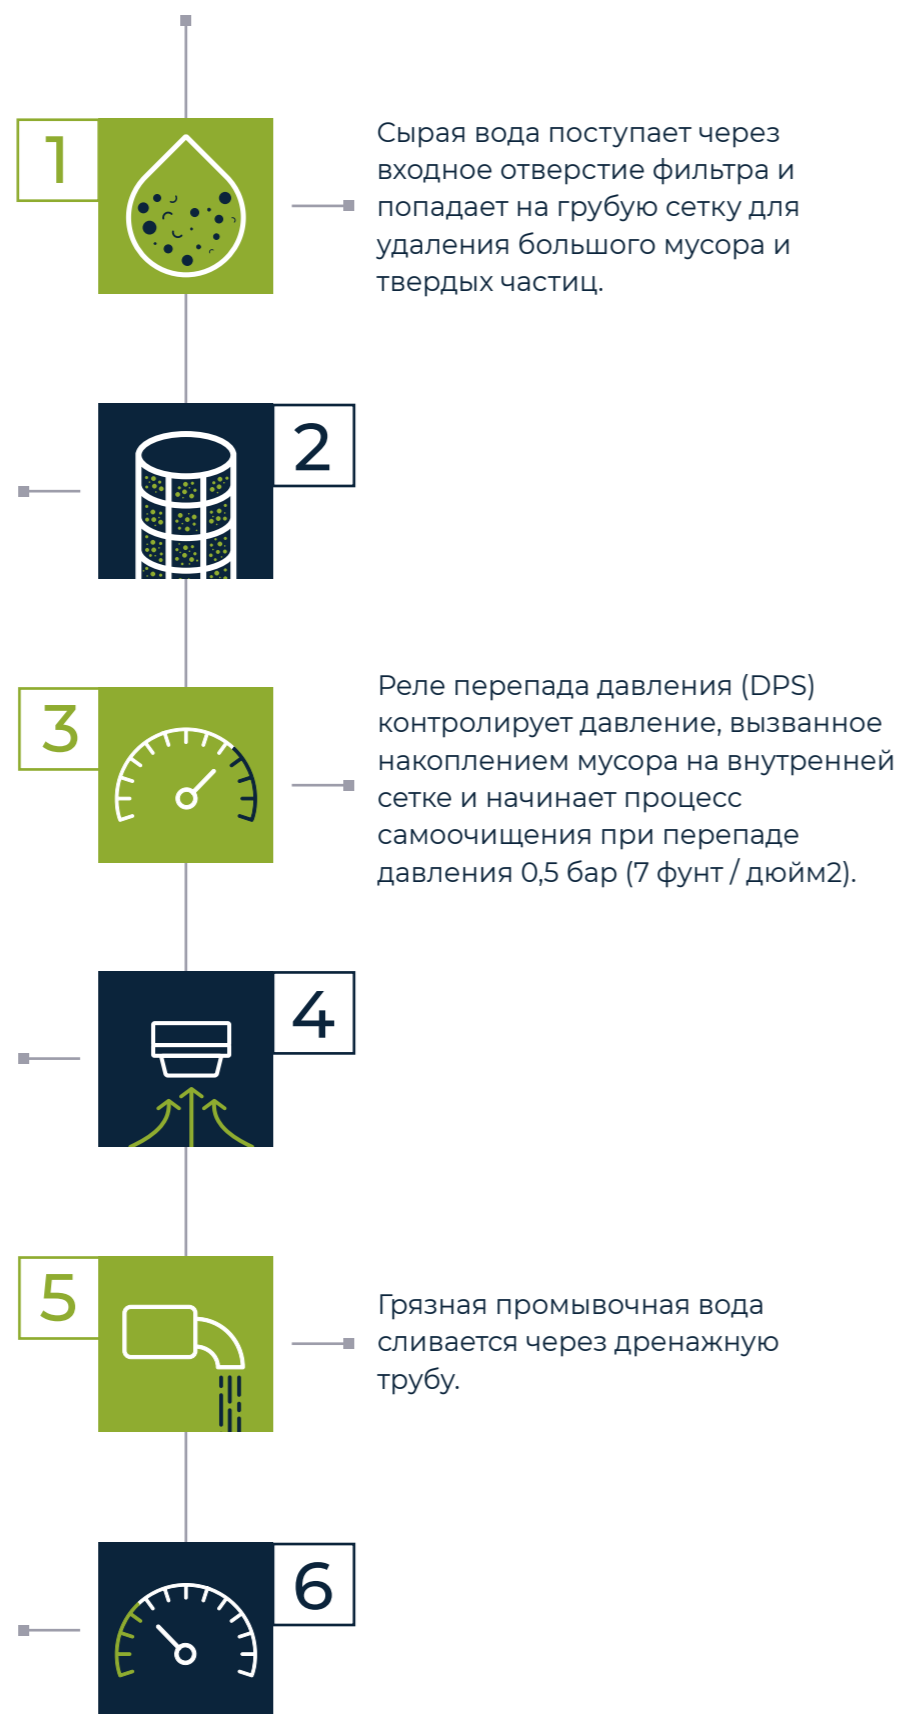 1
Сырая вода поступает через
входное отверстие фильтра и
попадает на грубую сетку для
удаления большого мусора и
твердых частиц.
2
3
Реле перепада давления (DPS)
контролирует давление, вызванное
накоплением мусора на внутренней
сетке и начинает процесс
самоочищения при перепаде
давления 0,5 бар (7 фунт / дюйм2).
4
5
Грязная промывочная вода
сливается через дренажную
трубу.
6